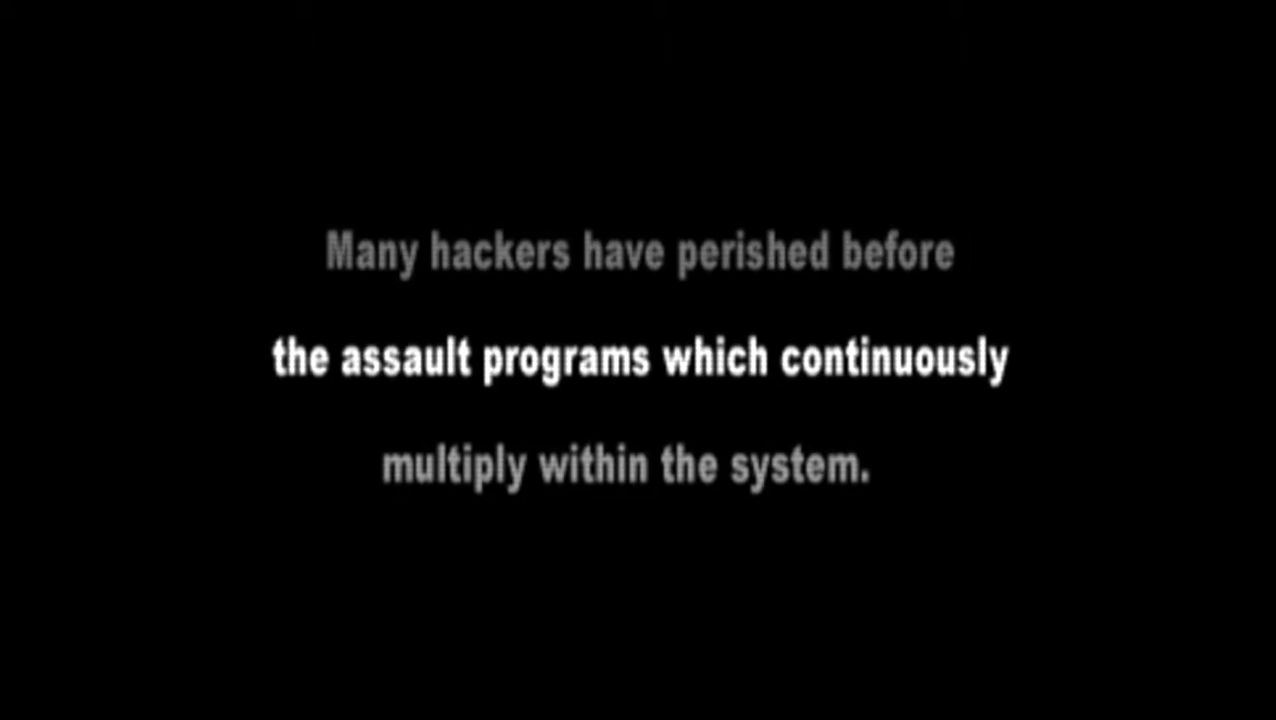 Many hackers have perished before
the assault programs which continuously
multiply within the system.